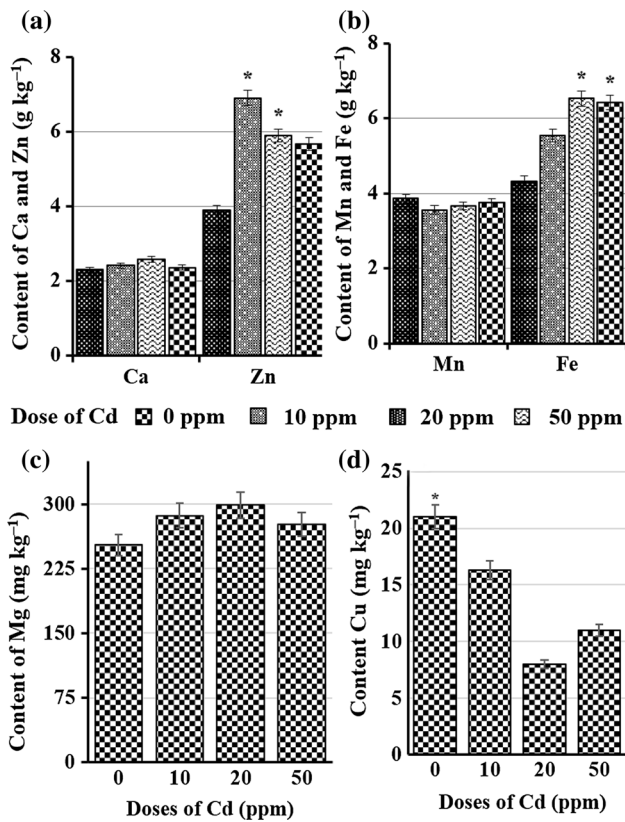 (a)
Content of Ca and Zn (g kg⁻¹)
8
6
4
2
0
*
*
Ca Zn
(b)
Content of Mn and Fe (g kg⁻¹)
8
6
4
2
0
* *
Mn Fe
Dose of Cd 0 ppm 10 ppm 20 ppm 50 ppm
(c)
Content of Mg (mg kg⁻¹)
300
225
150
75
0
0 10 20 50
Doses of Cd (ppm)
(d)
Content Cu (mg kg⁻¹)
25
20
15
10
5
0
*
0 10 20 50
Doses of Cd (ppm)